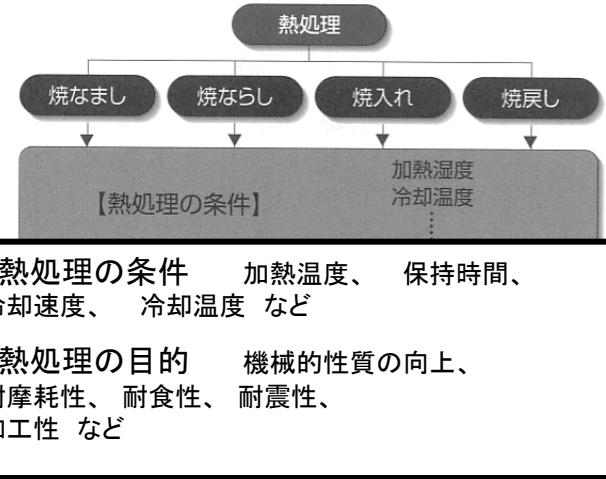 熱処理
焼なまし 焼ならし 焼入れ 焼戻し
加熱湿度
【熱処理の条件】 冷却温度
熱処理の条件 加熱温度、 保持時間、
却速度、 冷却温度 など
熱処理の目的 機械的性質の向上、
摩耗性、 耐食性、 耐震性、
工性 など